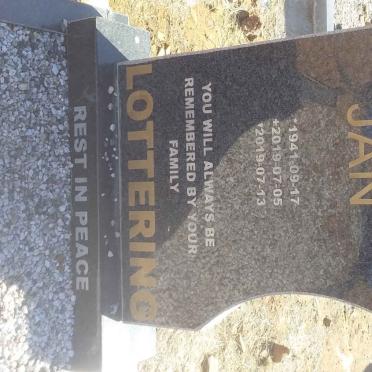 JAN
*1941-09-17
+2019-07-05
*2019-07-13
YOU WILL ALWAYS BE
REMEMBERED BY YOUR
FAMILY
LOTTERING
REST IN PEACE